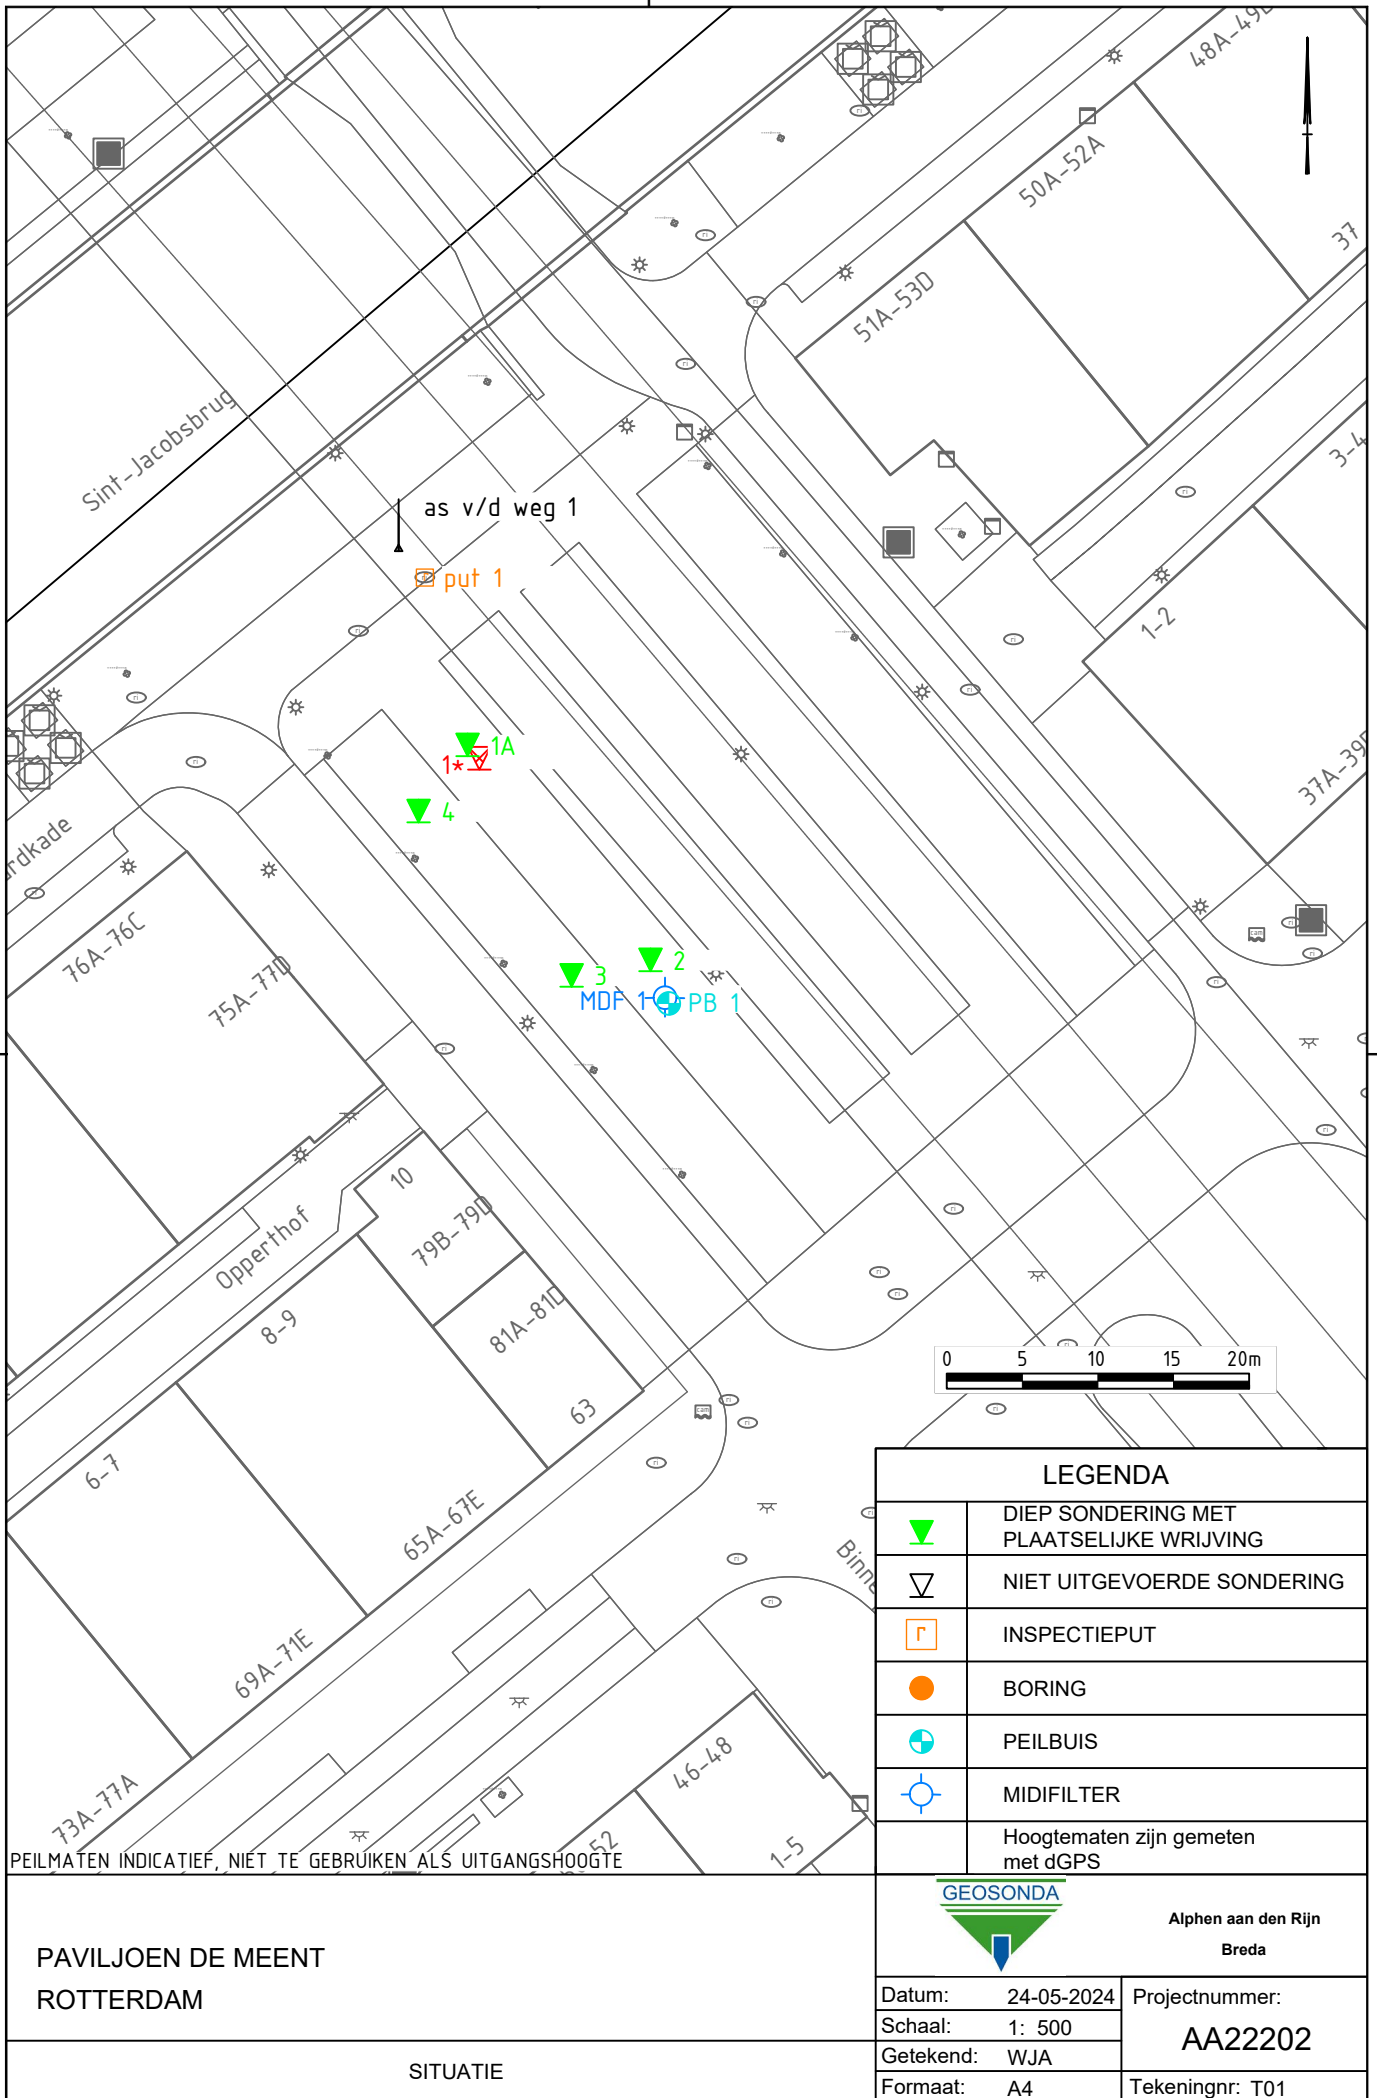 48A-49D
50A-52A
37
51A-53D
3-4
Sint-Jacobsbrug
as v/d weg 1
put 1
1-2
1A
1*
4
37A-39D
rdkade
76A-76C
75A-77D
2
3
MDF 1
PB 1
10
79B-79D
Opperthof
8-9
81A-81D
0 5 10 15 20m
63
6-7
65A-67E
Binne
69A-71E
46-48
73A-77A
52
1-5
PEILMATEN INDICATIEF, NIET TE GEBRUIKEN ALS UITGANGSHOOGTE
LEGENDA
DIEP SONDERING MET
PLAATSELIJKE WRIJVING
NIET UITGEVOERDE SONDERING
INSPECTIEPUT
BORING
PEILBUIS
MIDIFILTER
Hoogtematen zijn gemeten
met dGPS
GEOSONDA
Alphen aan den Rijn
Breda
PAVILJOEN DE MEENT
ROTTERDAM
SITUATIE
Datum: 24-05-2024
Schaal: 1: 500
Getekend: WJA
Formaat: A4
Projectnummer:
AA22202
Tekeningnr: T01